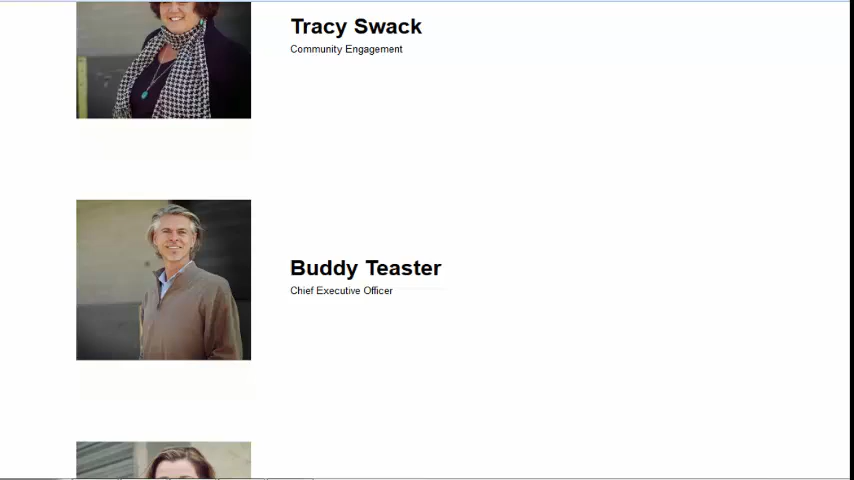 Tracy Swack
Community Engagement
Buddy Teaster
Chief Executive Officer